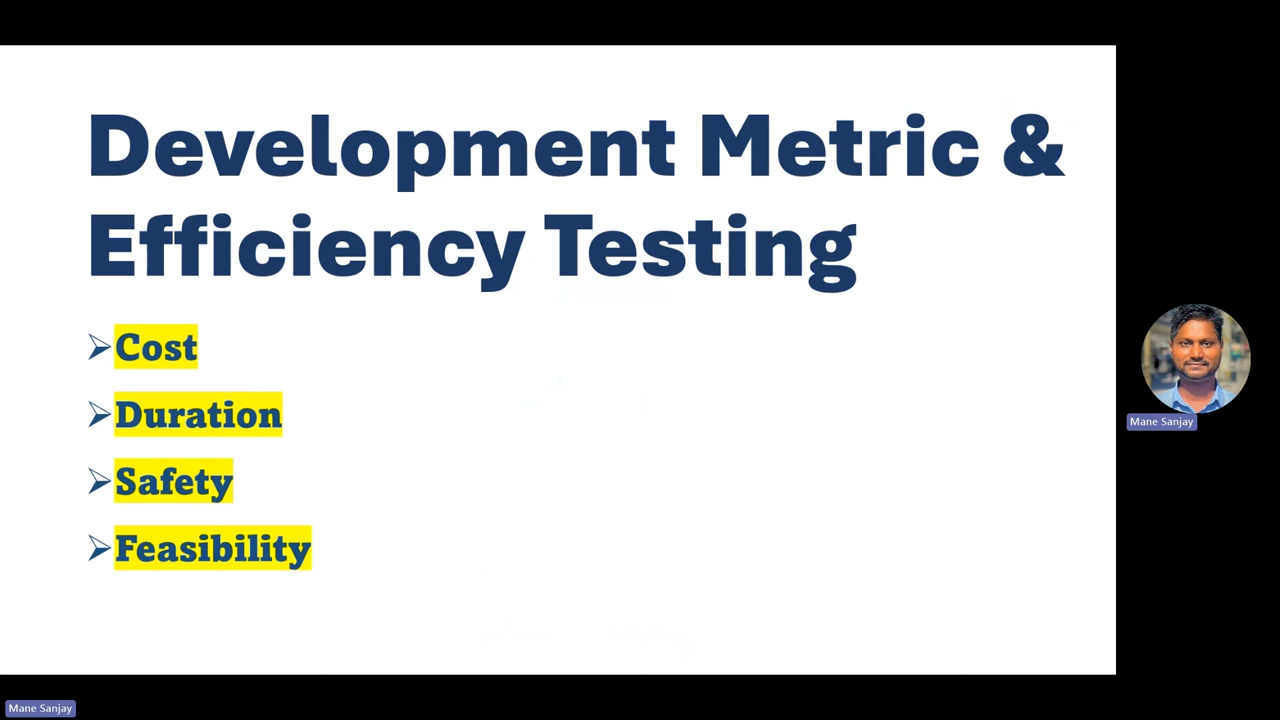 Development Metric &
Efficiency Testing
Cost
Duration
Safety
Feasibility
Mane Sanjay
Mane Sanjay